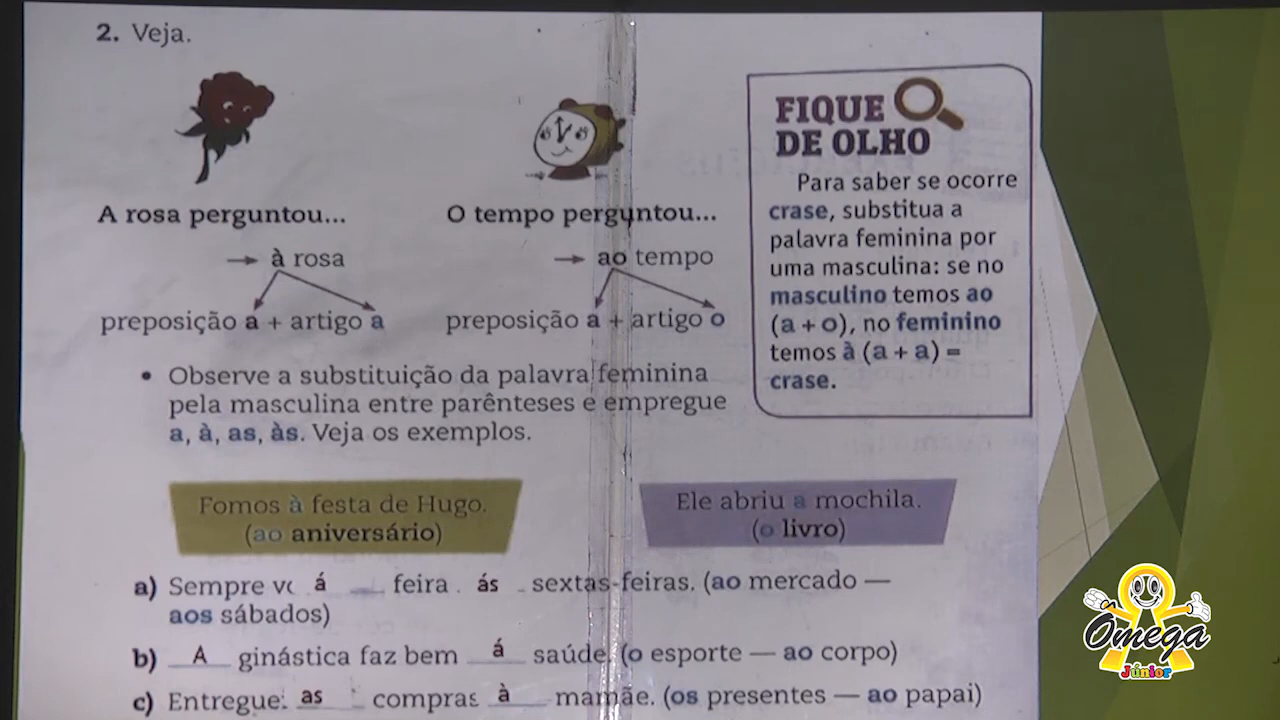 2. Veja.
A rosa perguntou...
à rosa
preposição a + artigo a
O tempo perguntou...
ao tempo
preposição a + artigo o
FIQUE
DE OLHO
Para saber se ocorre
crase, substitua a
palavra feminina por
uma masculina: se no
masculino temos ao
(a + o), no feminino
temos à (a + a) =
crase.
• Observe a substituição da palavra feminina
pela masculina entre parênteses e empregue
a, à, as, às. Veja os exemplos.
Fomos à festa de Hugo.
(ao aniversário)
Ele abriu a mochila.
(o livro)
a) Sempre á feira ás sextas-feiras. (ao mercado —
aos sábados)
b) A ginástica faz bem á saúde (o esporte — ao corpo)
c) as compras à mamãe. (os presentes — ao papai)
Ômega
Júnior